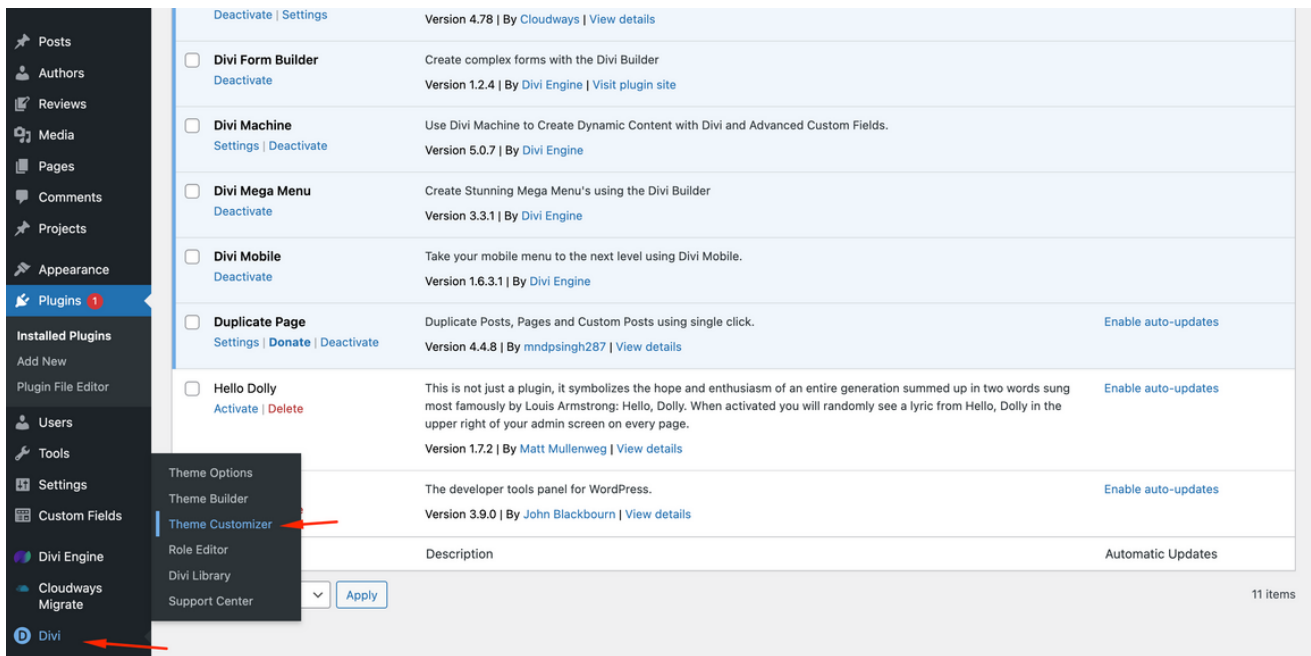 Posts
Authors
Reviews
Media
Pages
Comments
Projects
Appearance
Plugins 1
Installed Plugins
Add New
Plugin File Editor
Users
Tools
Settings
Custom Fields
Divi Engine
Cloudways
Migrate
Divi
Theme Options
Theme Builder
Theme Customizer
Role Editor
Divi Library
Support Center
Deactivate | Settings
Version 4.78 | By Cloudways | View details
Divi Form Builder
Deactivate
Create complex forms with the Divi Builder
Version 1.2.4 | By Divi Engine | Visit plugin site
Divi Machine
Settings | Deactivate
Use Divi Machine to Create Dynamic Content with Divi and Advanced Custom Fields.
Version 5.0.7 | By Divi Engine
Divi Mega Menu
Deactivate
Create Stunning Mega Menu's using the Divi Builder
Version 3.3.1 | By Divi Engine
Divi Mobile
Deactivate
Take your mobile menu to the next level using Divi Mobile.
Version 1.6.3.1 | By Divi Engine
Duplicate Page
Settings | Donate | Deactivate
Duplicate Posts, Pages and Custom Posts using single click.
Version 4.4.8 | By mndpsingh287 | View details
Enable auto-updates
Hello Dolly
Activate | Delete
This is not just a plugin, it symbolizes the hope and enthusiasm of an entire generation summed up in two words sung
most famously by Louis Armstrong: Hello, Dolly. When activated you will randomly see a lyric from Hello, Dolly in the
upper right of your admin screen on every page.
Version 1.7.2 | By Matt Mullenweg | View details
Enable auto-updates
The developer tools panel for WordPress.
Version 3.9.0 | By John Blackbourn | View details
Enable auto-updates
Description
Automatic Updates
Apply
11 items